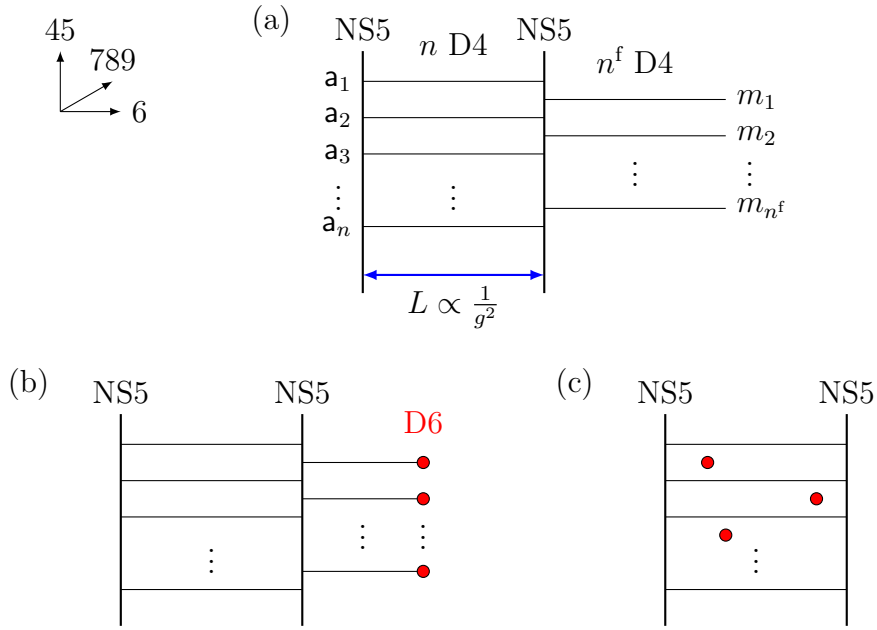 (a)
45
789
6
NS5
n D4
NS5
n^f D4
a_1
a_2
a_3
⋮
a_n
⋮
⋮
m_1
m_2
⋮
m_{n^f}
L ∝ 1/g^2
(b)
NS5
NS5
D6
⋮
⋮
⋮
(c)
NS5
NS5
⋮